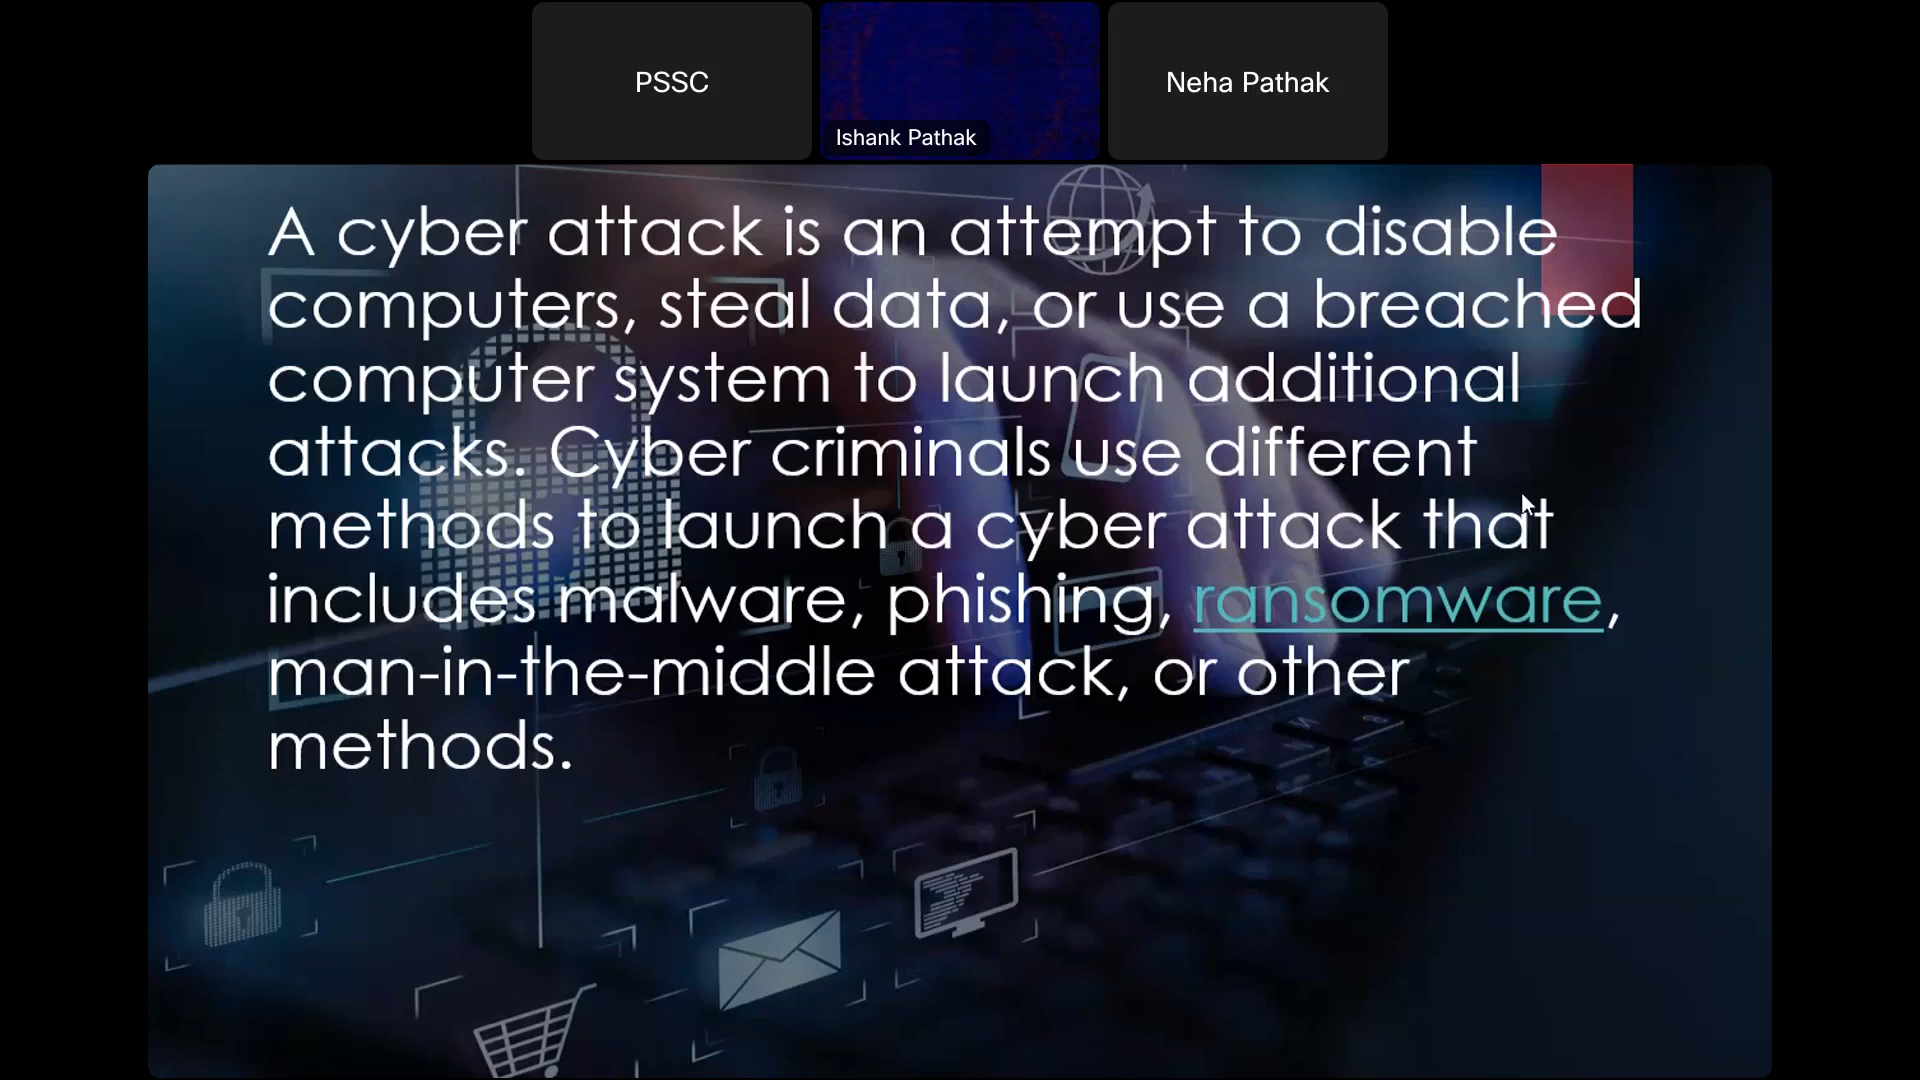 PSSC
Ishank Pathak
Neha Pathak
A cyber attack is an attempt to disable
computers, steal data, or use a breached
computer system to launch additional
attacks. Cyber criminals use different
methods to launch a cyber attack that
includes malware, phishing, ransomware,
man-in-the-middle attack, or other
methods.